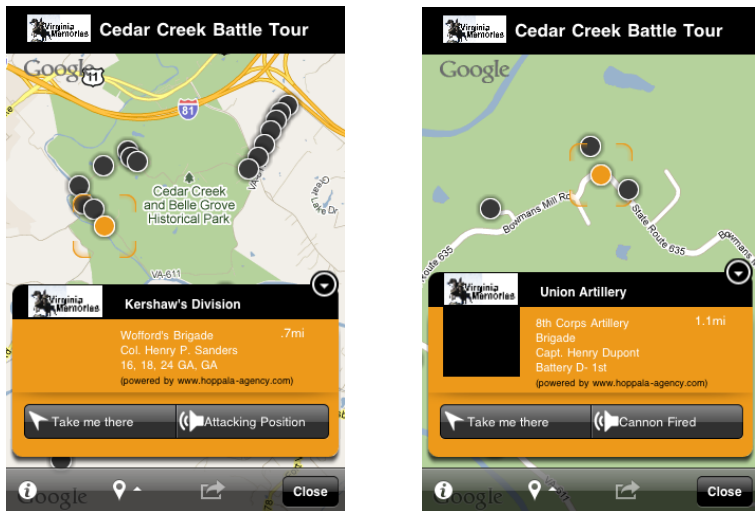 Virginia Memories
Cedar Creek Battle Tour
Google
11
81
Cedar Creek
and Belle Grove
Historical Park
VA-611
Virginia Memories
Kershaw's Division
Wofford's Brigade
.7mi
Col. Henry P. Sanders
16, 18, 24 GA, GA
(powered by www.hoppala-agency.com)
Take me there
Attacking Position
i
Google
Close
Virginia Memories
Cedar Creek Battle Tour
Google
Bowmans Mill Rd
State Route 635
Virginia Memories
Union Artillery
8th Corps Artillery
1.1mi
Brigade
Capt. Henry Dupont
Battery D- 1st
(powered by www.hoppala-agency.com)
Take me there
Cannon Fired
i
Google
Close